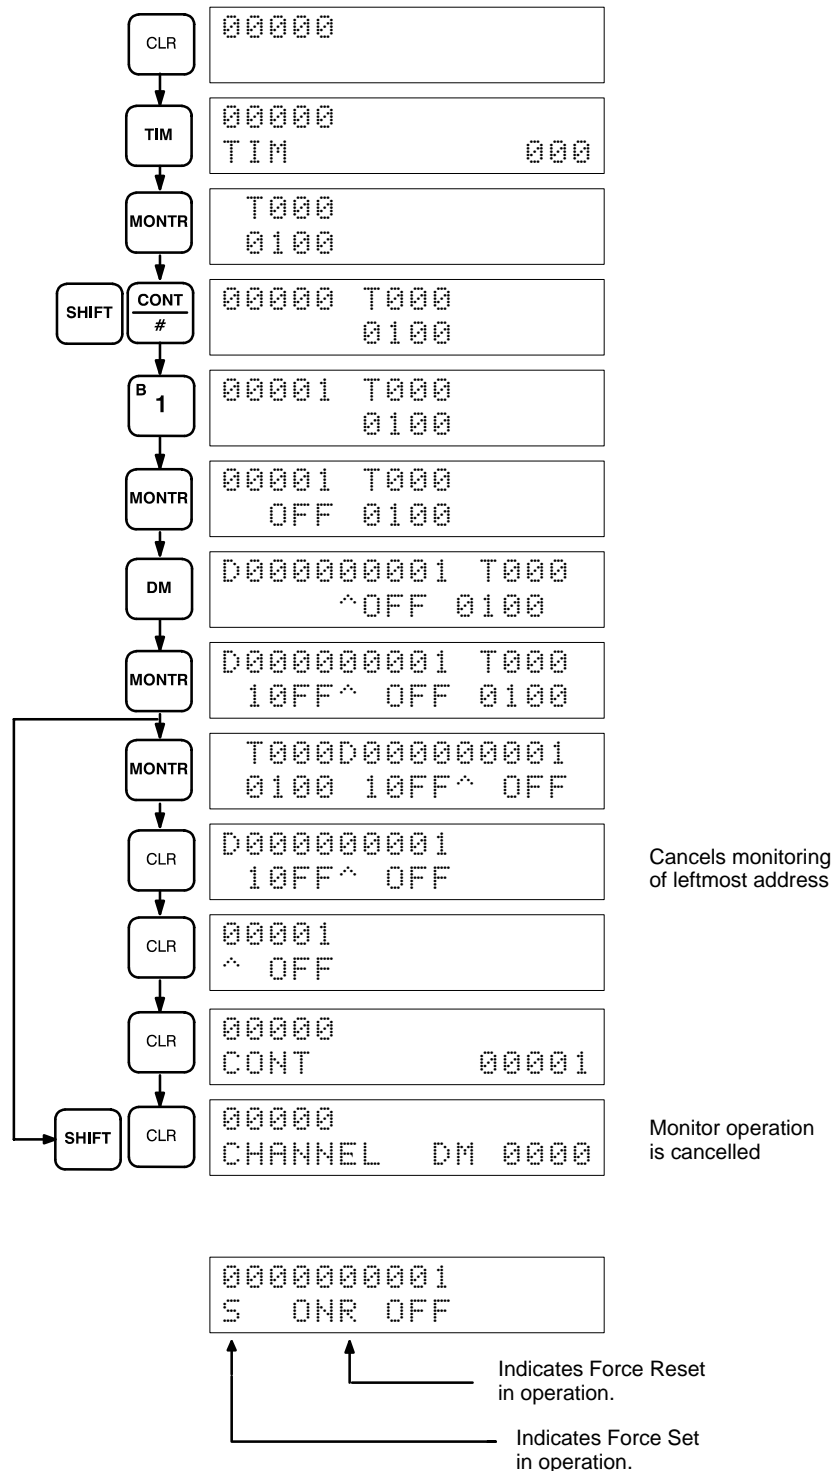 CLR
00000
TIM
00000
TIM 000
MONTR
T000
0100
SHIFT
CONT
#
00000 T000
0100
B
1
00001 T000
0100
MONTR
00001 T000
OFF 0100
DM
D000000001 T000
^OFF 0100
MONTR
D000000001 T000
10FF^ OFF 0100
MONTR
T000D000000001
0100 10FF^ OFF
CLR
D000000001
10FF^ OFF
Cancels monitoring
of leftmost address
CLR
00001
^ OFF
CLR
00000
CONT 00001
SHIFT
CLR
00000
CHANNEL DM 0000
Monitor operation
is cancelled
0000000001
S ONR OFF
Indicates Force Reset
in operation.
Indicates Force Set
in operation.